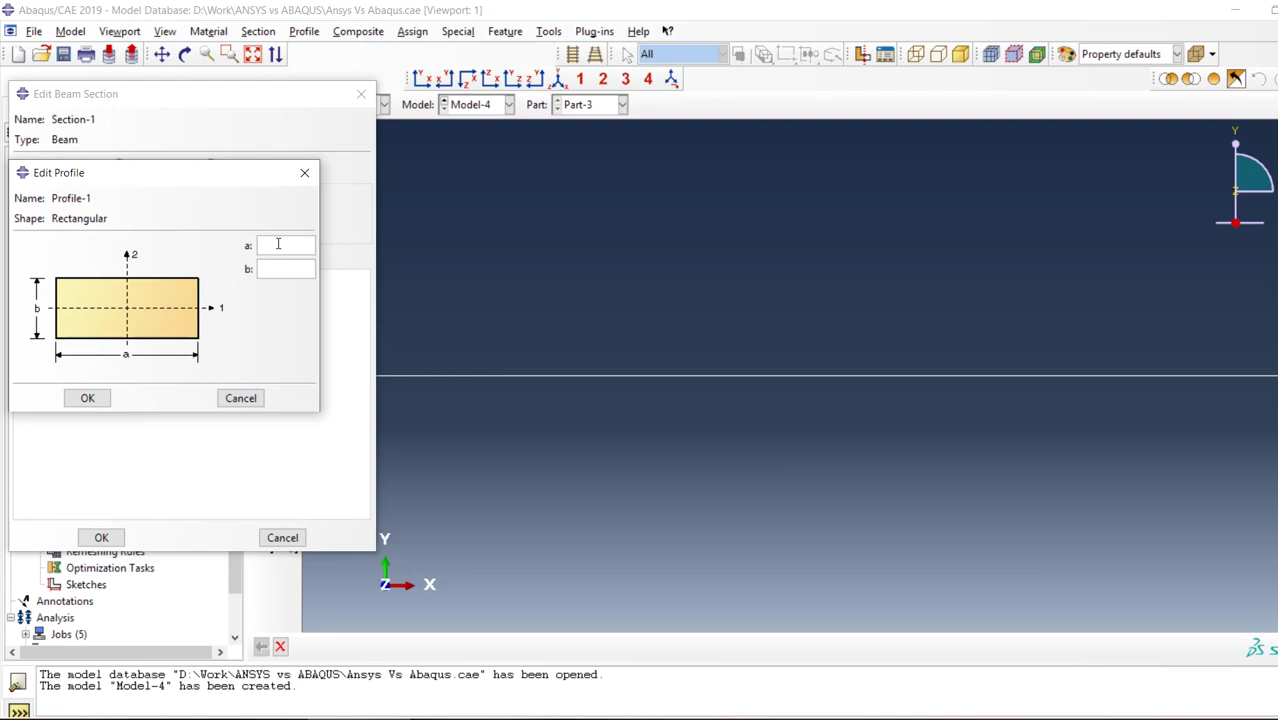 Abaqus/CAE 2019 - Model Database: D:\Work\ANSYS vs ABAQUS\Ansys Vs Abaqus.cae [Viewport: 1]
File Model Viewport View Material Section Profile Composite Assign Special Feature Tools Plug-ins Help
All
Property defaults
1 2 3 4
Model: Model-4 Part: Part-3
Edit Beam Section
Name: Section-1
Type: Beam
Edit Profile
Name: Profile-1
Shape: Rectangular
a:
b:
2
b
1
a
OK Cancel
OK Cancel
Y
Z
Y
Z X
Optimization Tasks
Sketches
Annotations
Analysis
Jobs (5)
The model database "D:\Work\ANSYS vs ABAQUS\Ansys Vs Abaqus.cae" has been opened.
The model "Model-4" has been created.
>>>